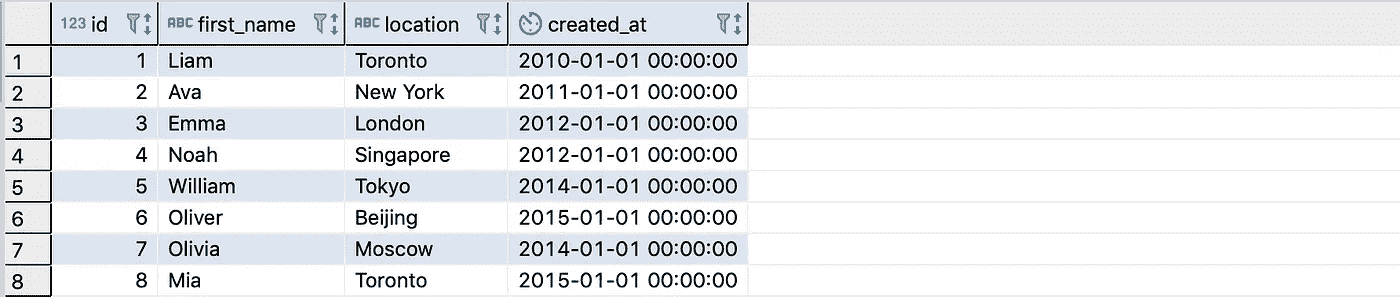 123 id ABC first_name ABC location created_at
1 1 Liam Toronto 2010-01-01 00:00:00
2 2 Ava New York 2011-01-01 00:00:00
3 3 Emma London 2012-01-01 00:00:00
4 4 Noah Singapore 2012-01-01 00:00:00
5 5 William Tokyo 2014-01-01 00:00:00
6 6 Oliver Beijing 2015-01-01 00:00:00
7 7 Olivia Moscow 2014-01-01 00:00:00
8 8 Mia Toronto 2015-01-01 00:00:00